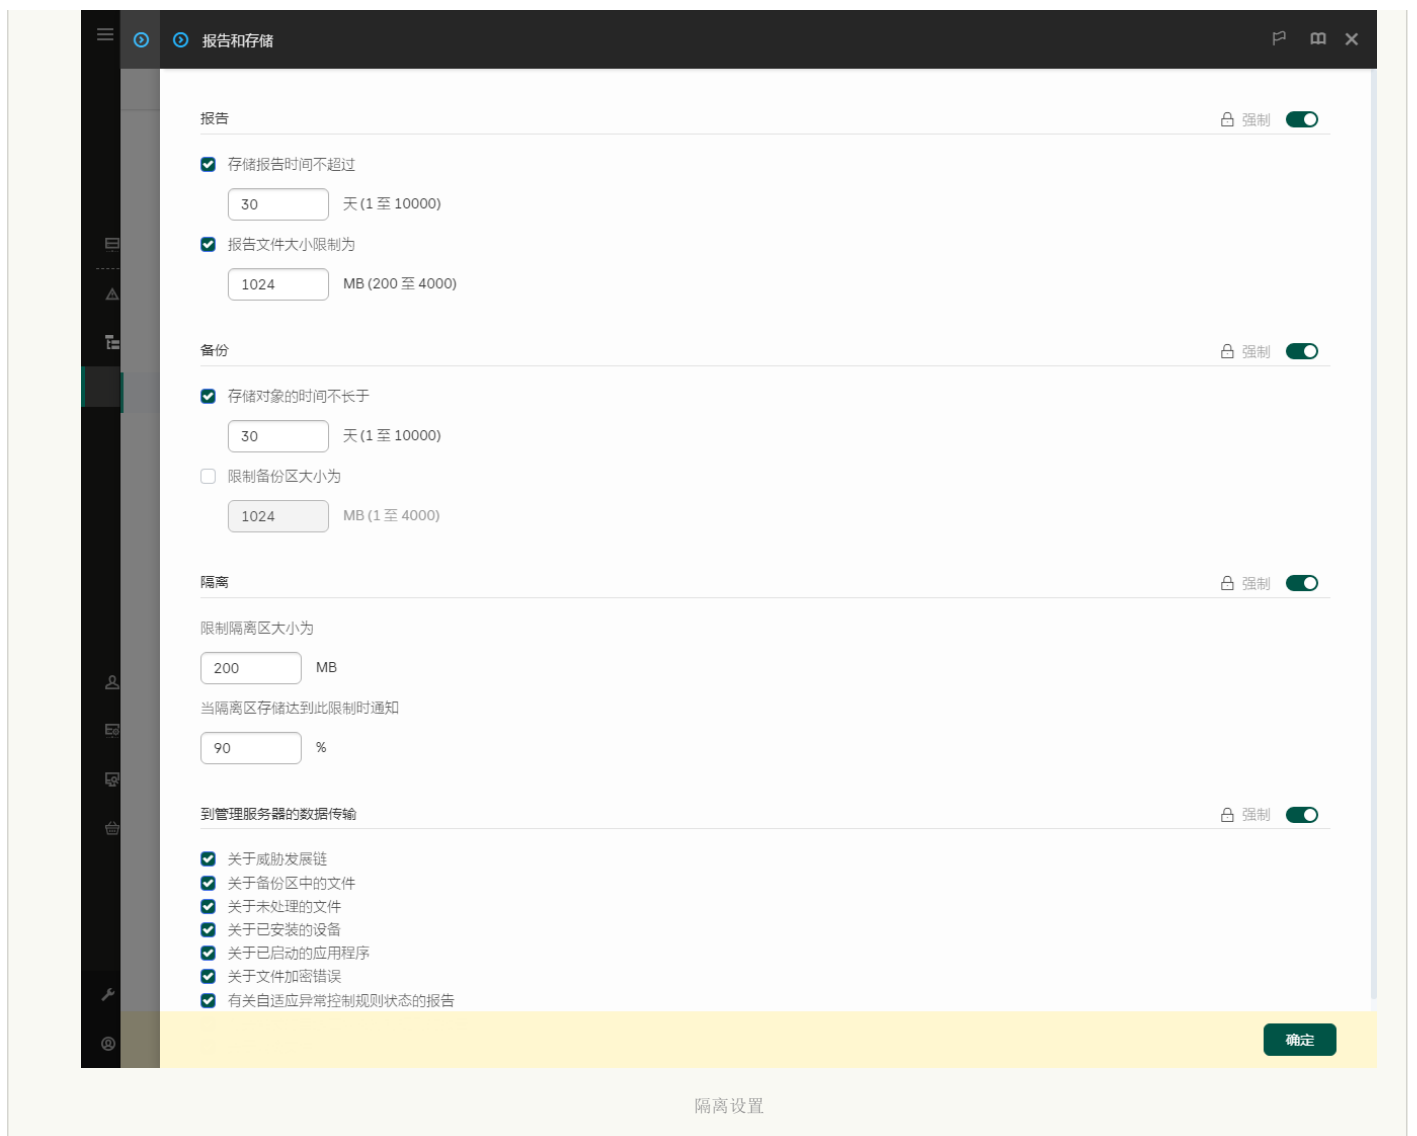 报告和存储
报告
强制
存储报告时间不超过
30 天 (1 至 10000)
报告文件大小限制为
1024 MB (200 至 4000)
备份
强制
存储对象的时间不长于
30 天 (1 至 10000)
限制备份区大小为
1024 MB (1 至 4000)
隔离
强制
限制隔离区大小为
200 MB
当隔离区存储达到此限制时通知
90 %
到管理服务器的数据传输
强制
关于威胁发展链
关于备份区中的文件
关于未处理的文件
关于已安装的设备
关于已启动的应用程序
关于文件加密错误
有关自适应异常控制规则状态的报告
确定
隔离设置